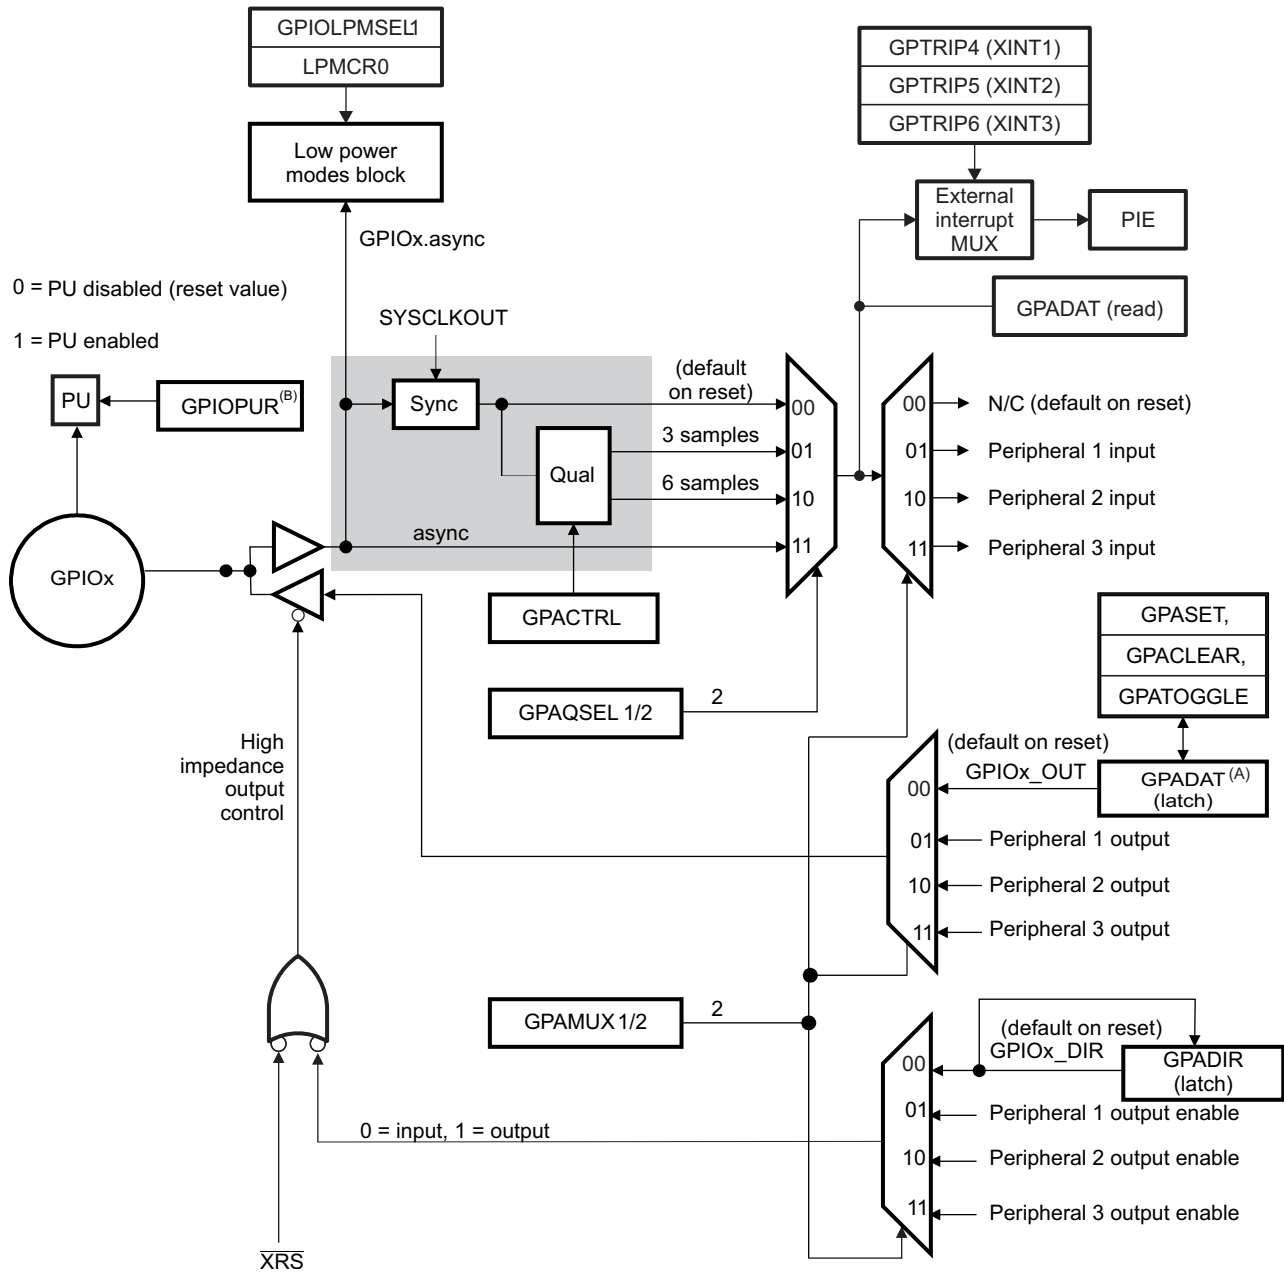 GPIOLPMSEL1
LPMCR0
Low power
modes block
GPIOx.async
GPTRIP4 (XINT1)
GPTRIP5 (XINT2)
GPTRIP6 (XINT3)
External
interrupt
MUX
PIE
GPADAT (read)
0 = PU disabled (reset value)
1 = PU enabled
PU
GPIOPUR(B)
SYSCLKOUT
Sync
(default
on reset)
3 samples
Qual
6 samples
async
GPIOx
00
01
10
11
00
01
10
11
N/C (default on reset)
Peripheral 1 input
Peripheral 2 input
Peripheral 3 input
GPACTRL
GPAQSEL 1/2
2
GPASET,
GPACLEAR,
GPATOGGLE
High
impedance
output
control
(default on reset)
GPIOx_OUT
GPADAT(A)
(latch)
00
01
10
11
Peripheral 1 output
Peripheral 2 output
Peripheral 3 output
GPAMUX 1/2
2
(default on reset)
GPIOx_DIR
GPADIR
(latch)
00
01
10
11
Peripheral 1 output enable
Peripheral 2 output enable
Peripheral 3 output enable
0 = input, 1 = output
XRS